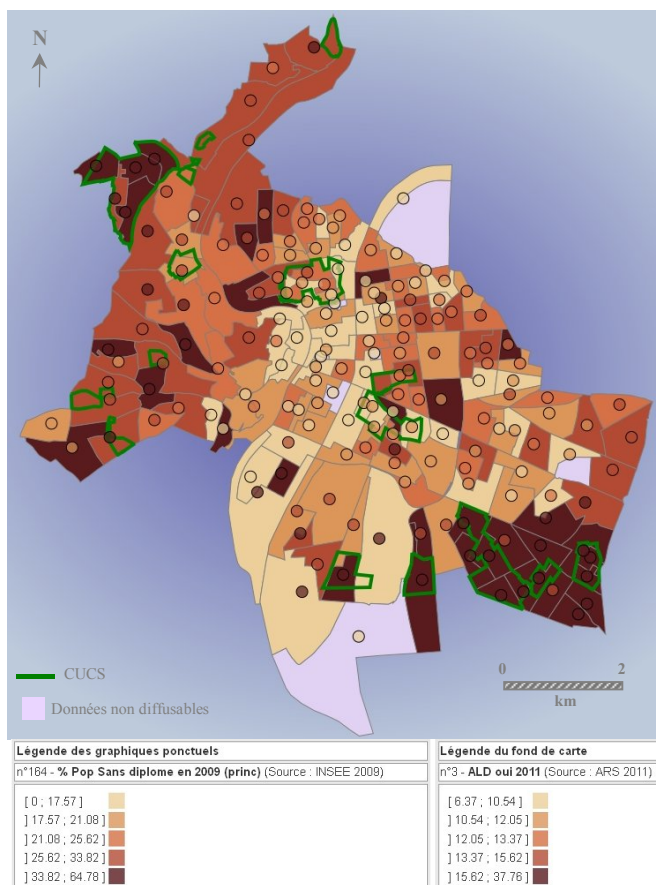 N
0 2
km
CUCS
Données non diffusables
Légende des graphiques ponctuels
n°164 - % Pop Sans diplome en 2009 (princ) (Source : INSEE 2009)
[ 0 ; 17.57 ]
] 17.57 ; 21.08 ]
] 21.08 ; 25.62 ]
] 25.62 ; 33.82 ]
] 33.82 ; 64.78 ]
Légende du fond de carte
n°3 - ALD oui 2011 (Source : ARS 2011)
[ 6.37 ; 10.54 ]
] 10.54 ; 12.05 ]
] 12.05 ; 13.37 ]
] 13.37 ; 15.62 ]
] 15.62 ; 37.76 ]